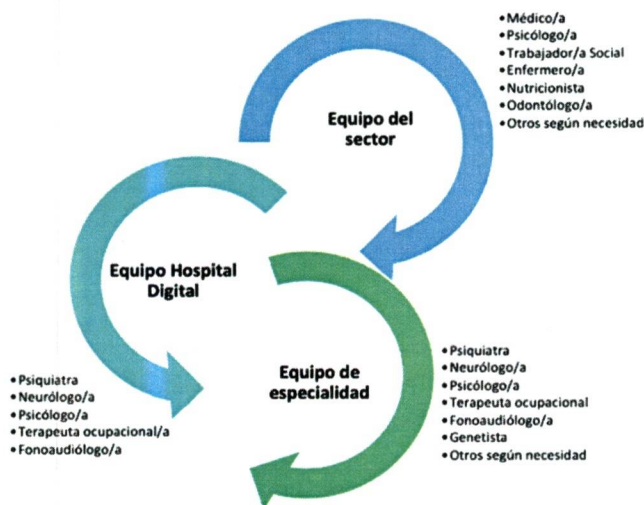 • Médico/a
• Psicólogo/a
• Trabajador/a Social
• Enfermero/a
• Nutricionista
• Odontólogo/a
• Otros según necesidad
Equipo del
sector
Equipo Hospital
Digital
• Psiquiatra
• Neurólogo/a
• Psicólogo/a
• Terapeuta ocupacional/a
• Fonoaudiólogo/a
Equipo de
especialidad
• Psiquiatra
• Neurólogo/a
• Psicólogo/a
• Terapeuta ocupacional
• Fonoaudiólogo/a
• Genetista
• Otros según necesidad